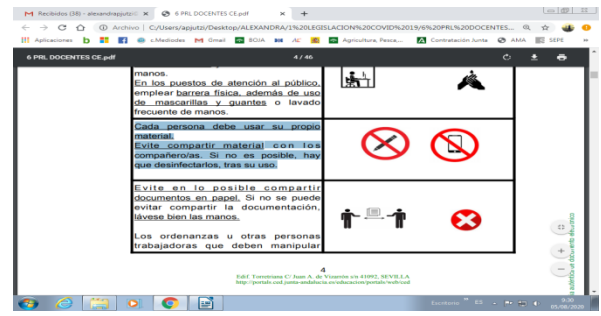 Recibidos (38) - alexandrapjutzi
6 PRL DOCENTES CE.pdf
Archivo | C:/Users/apjutzi/Desktop/ALEXANDRA/1%20LEGISLACION%20COVID%2019/6%20PRL%20DOCENTES...
Aplicaciones
c.Mediodes
Gmail
BOJA
Agricultura, Pesca,...
Contratación Junta
AMA
SEPE
6 PRL DOCENTES CE.pdf
4 / 46
manos.
En los puestos de atención al público,
emplear barrera física, además de uso
de mascarillas y guantes o lavado
frecuente de manos.
Cada persona debe usar su propio
material.
Evite compartir material con los
compañero/as. Si no es posible, hay
que desinfectarlos, tras su uso.
Evite en lo posible compartir
documentos en papel. Si no se puede
evitar compartir la documentación,
lávese bien las manos.
Los ordenanzas u otras personas
trabajadoras que deben manipular
4
Edif. Torretriana C/ Juan A. de Vizarrón s/n 41092, SEVILLA
http://portals.ced.junta-andalucia.es/educacion/portals/web/ced
Escritorio
ES
9:30
05/08/2020